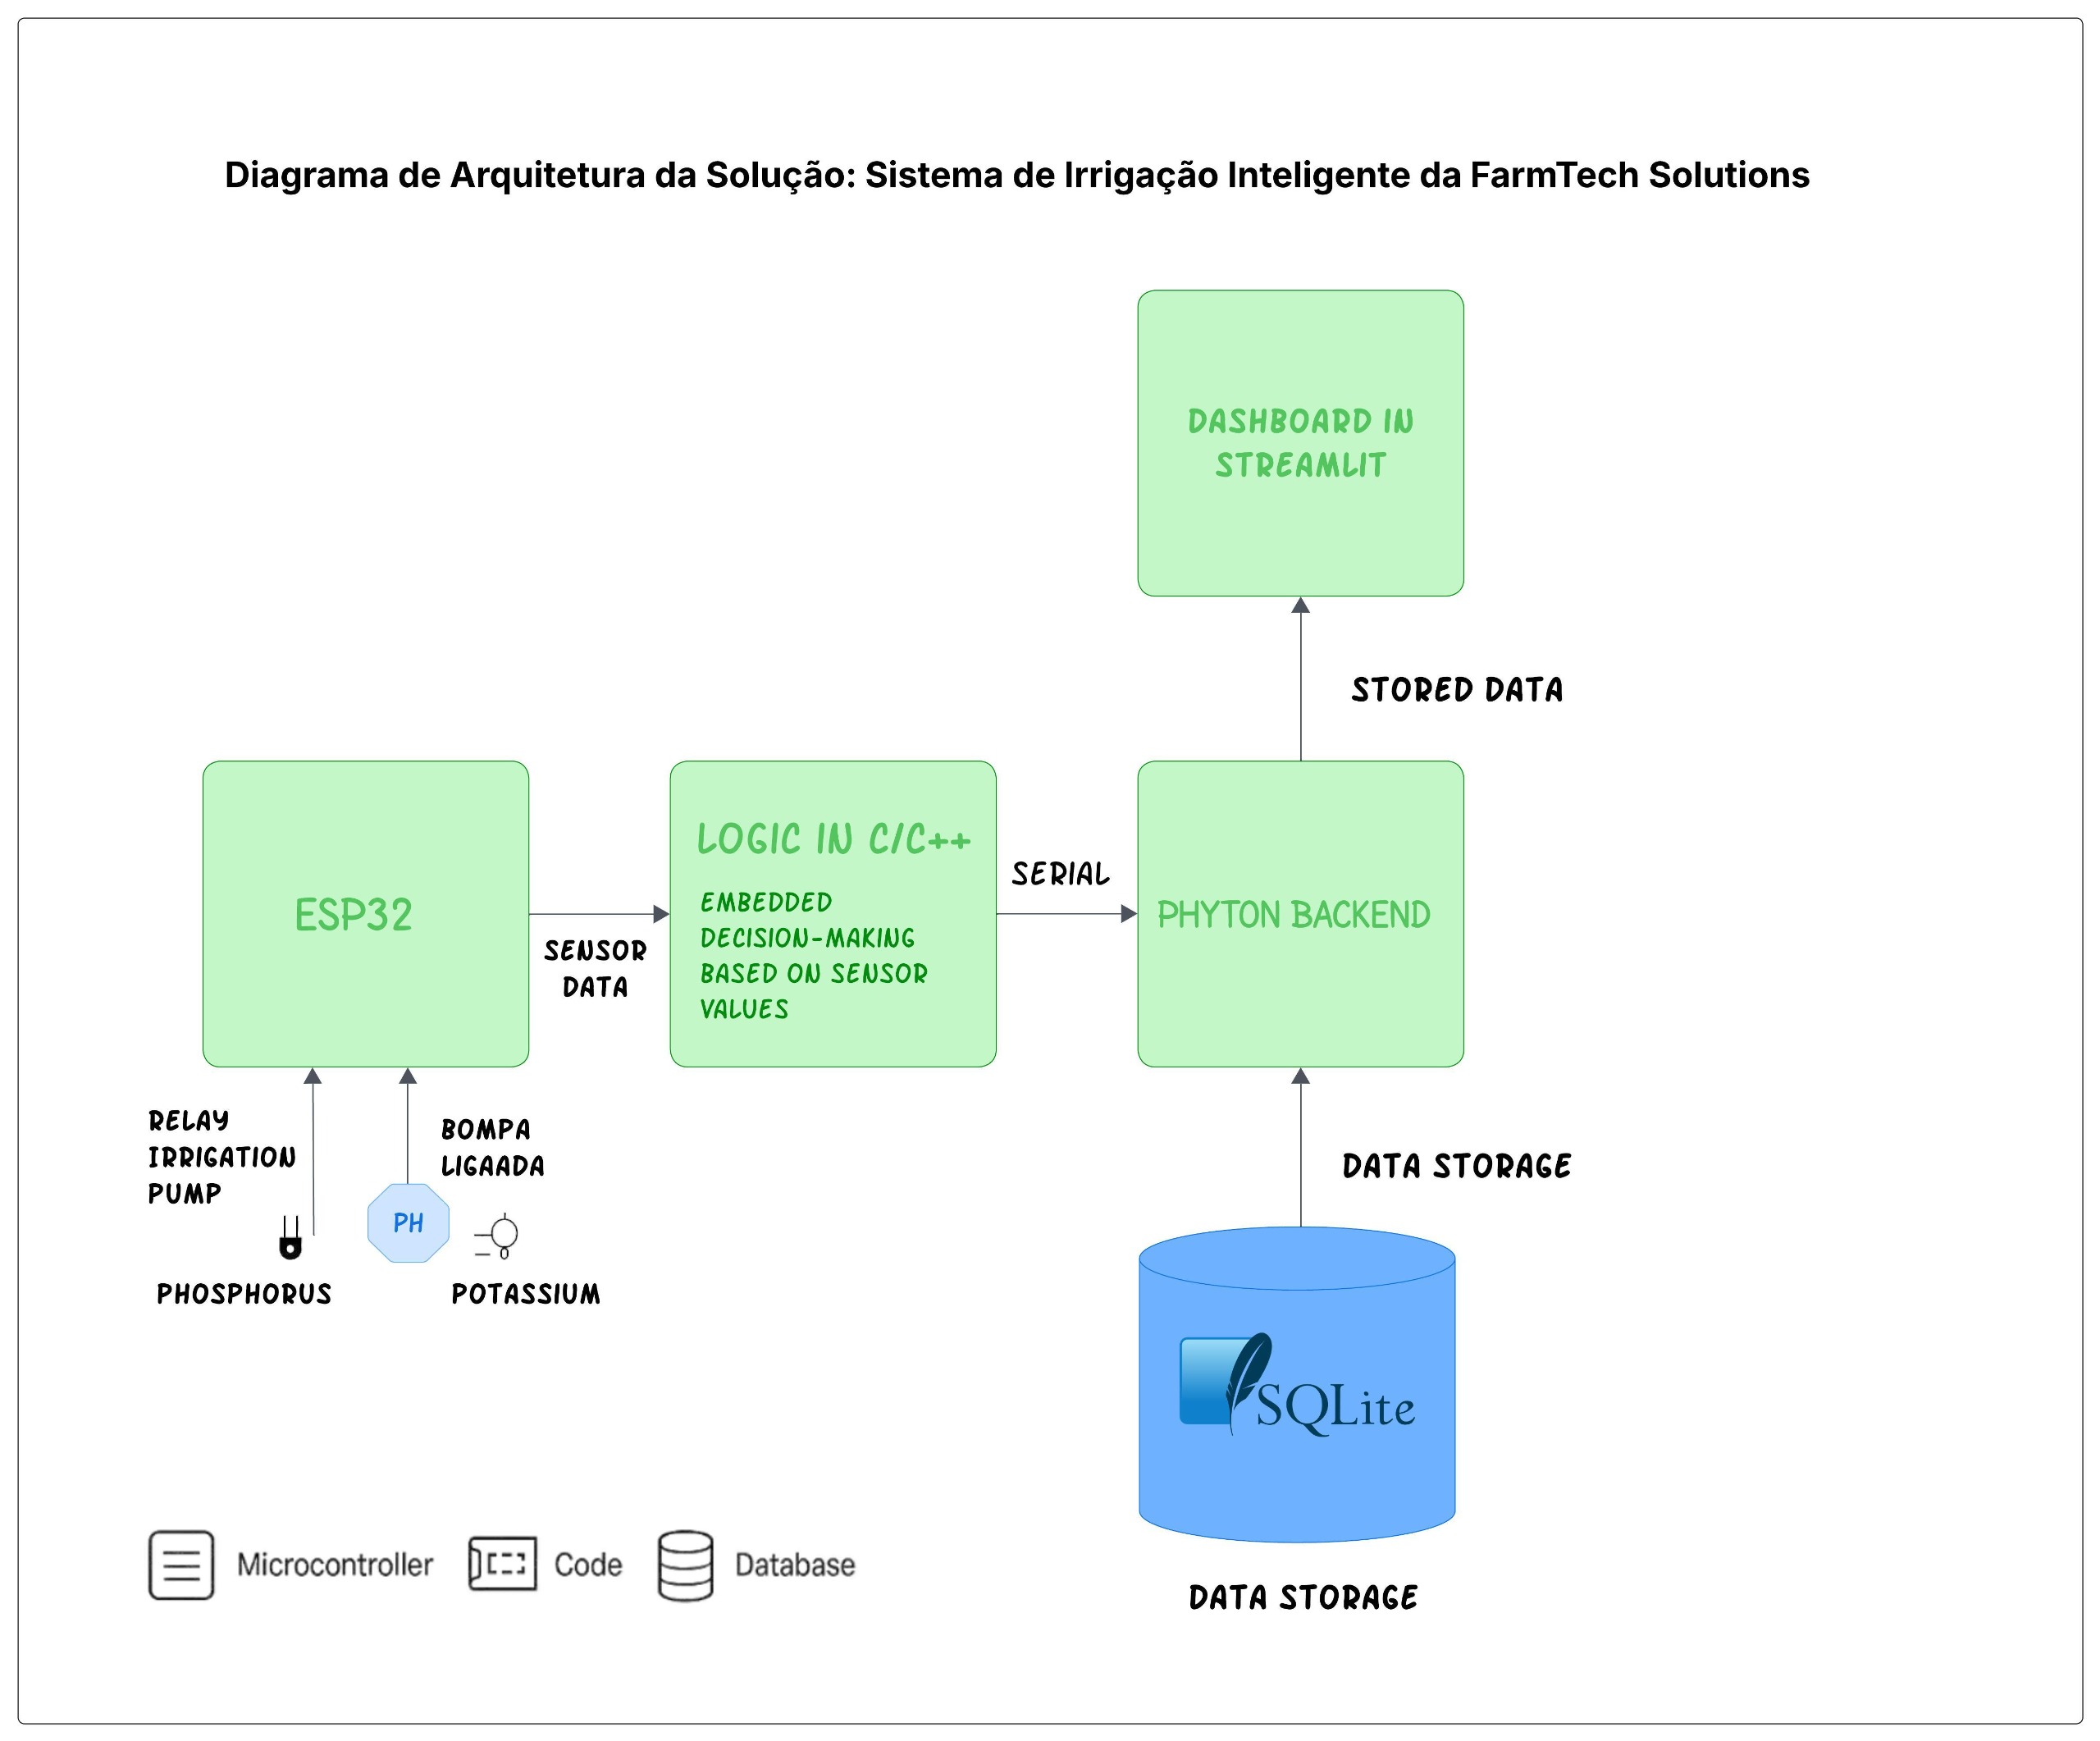 Diagrama de Arquitetura da Solução: Sistema de Irrigação Inteligente da FarmTech Solutions
DASHBOARD IN
STREAMLIT
STORED DATA
ESP32
SENSOR
DATA
LOGIC IN C/C++
EMBEDDED
DECISION-MAKING
BASED ON SENSOR
VALUES
SERIAL
PHYTON BACKEND
RELAY
IRRIGATION
PUMP
BOMPA
LIGAADA
PH
PHOSPHORUS
POTASSIUM
DATA STORAGE
SQLite
DATA STORAGE
Microcontroller
Code
Database